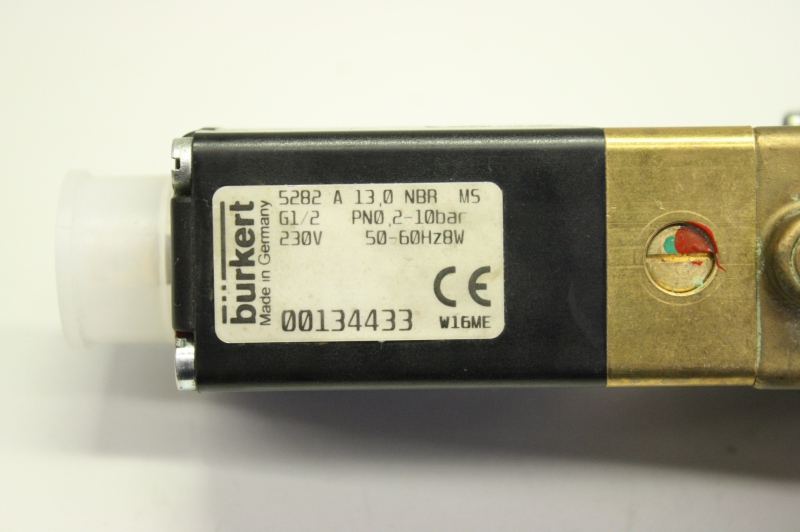 bürkert
Made in Germany
5282 A 13,0 NBR MS
G1/2 PN0,2-10bar
230V 50-60Hz8W
CE
00134433 W16ME